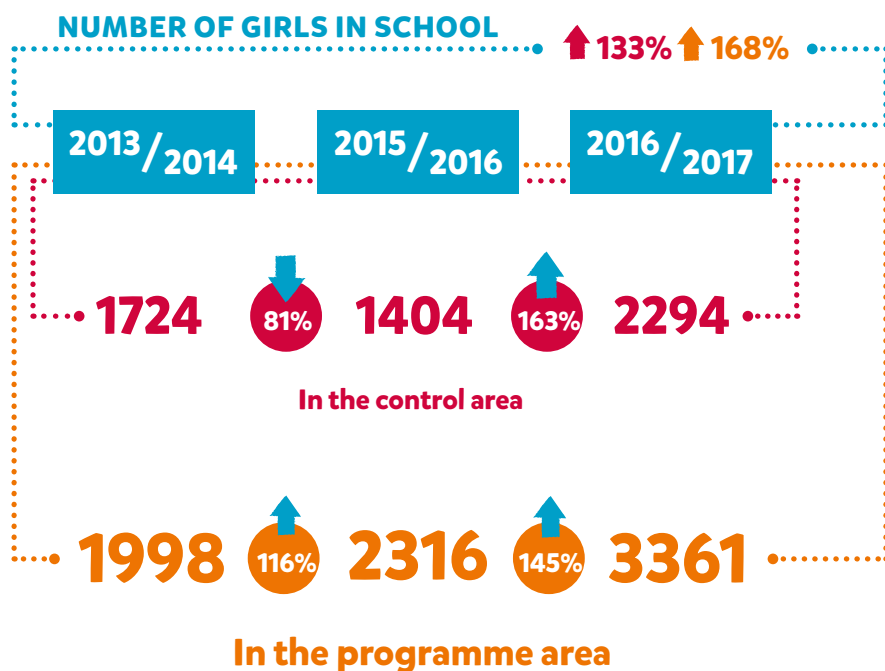 NUMBER OF GIRLS IN SCHOOL
133% 168%
2013/2014 2015/2016 2016/2017
1724 81% 1404 163% 2294
In the control area
1998 116% 2316 145% 3361
In the programme area